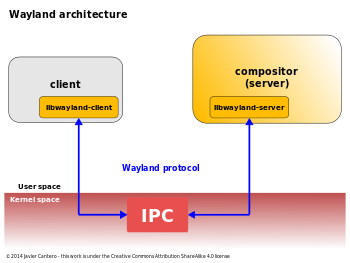 Wayland architecture
client
libwayland-client
compositor
(server)
libwayland-server
Wayland protocol
User space
Kernel space
IPC
© 2014 Javier Cantero - this work is under the Creative Commons Attribution ShareAlike 4.0 license